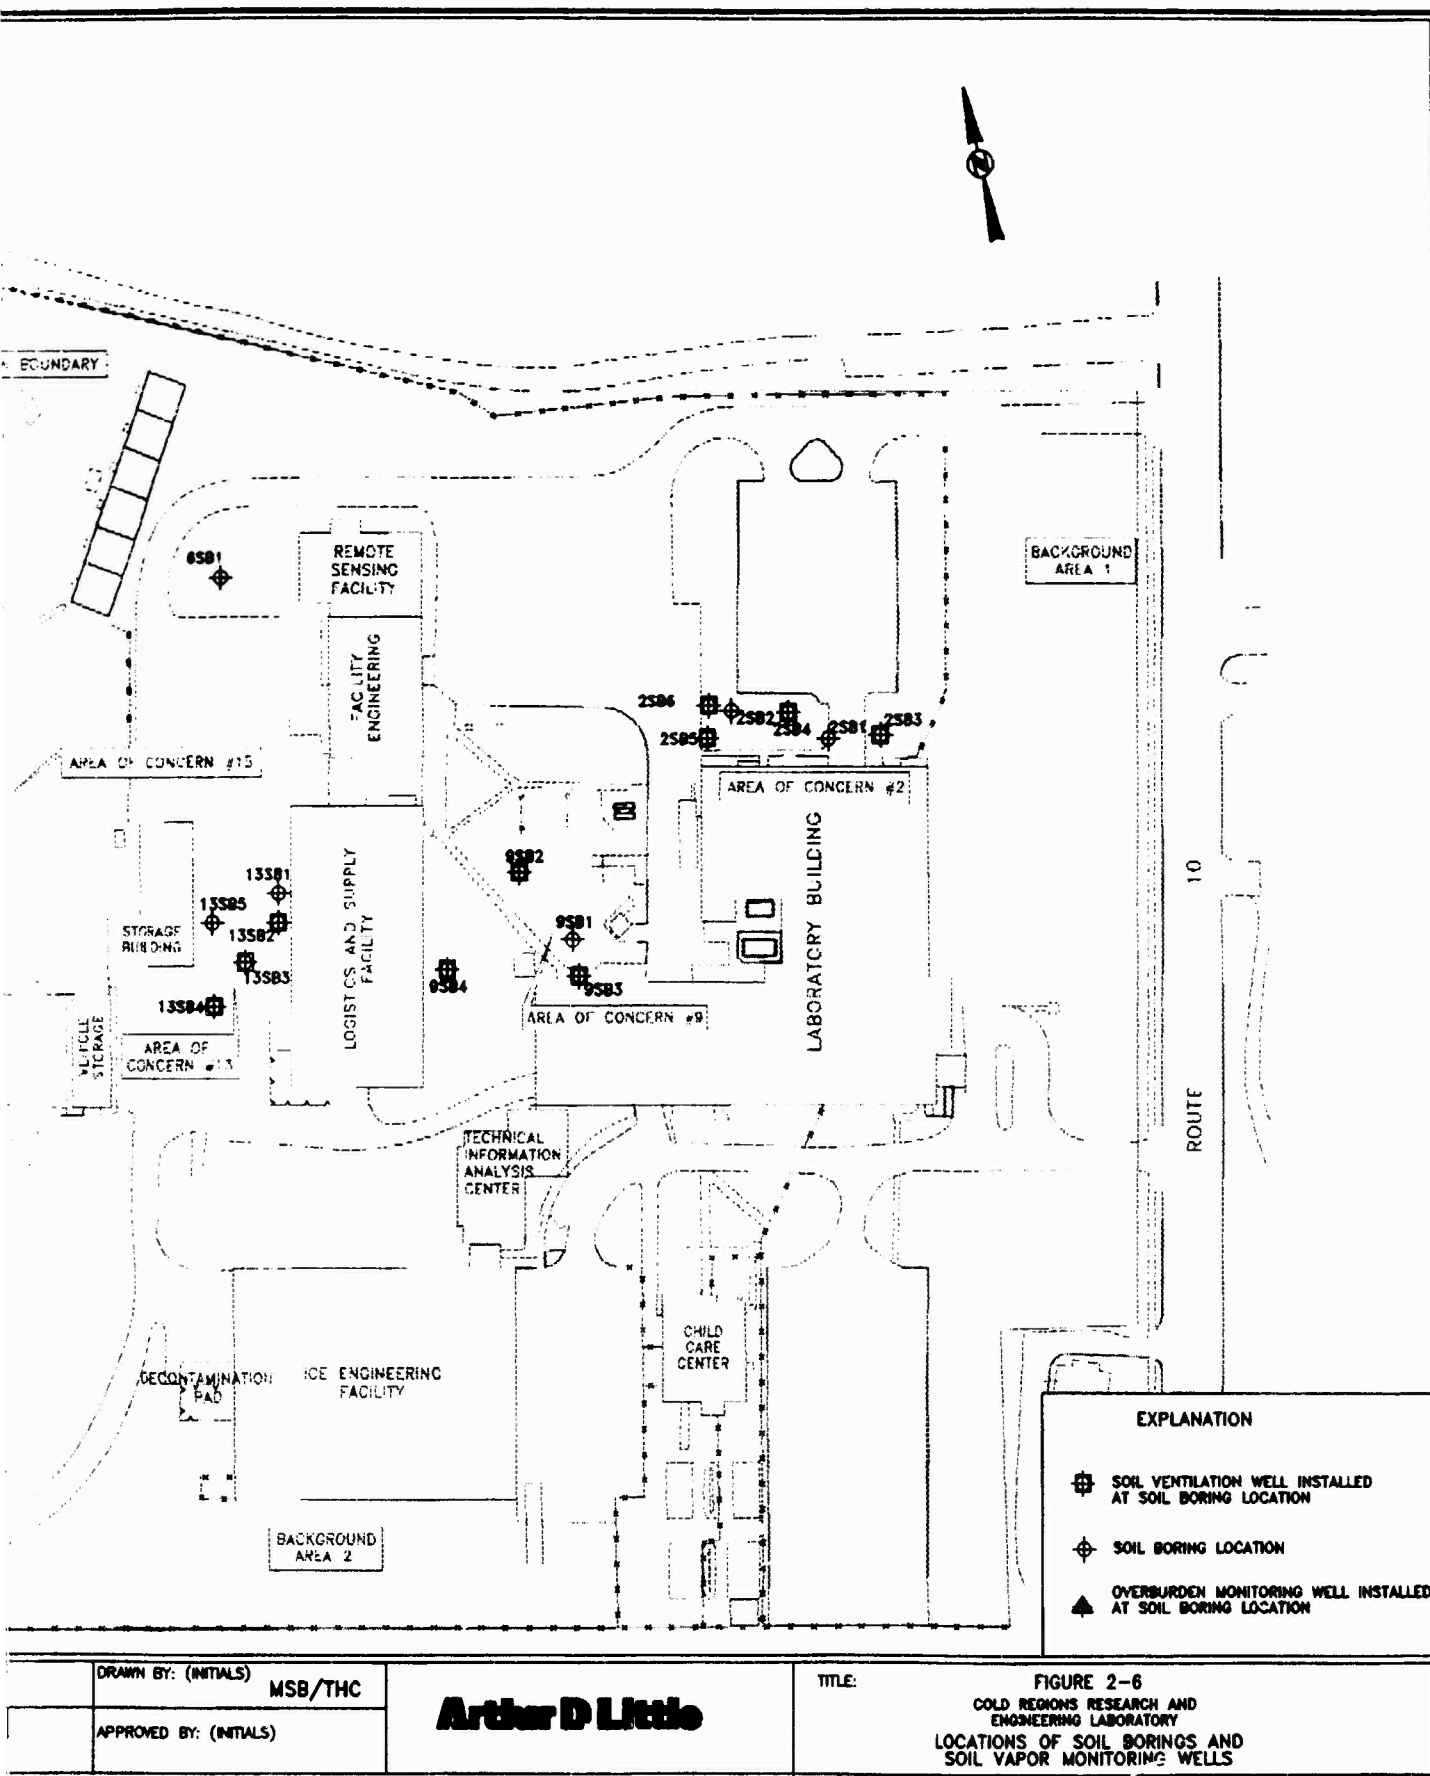 BOUNDARY
6SB1
REMOTE
SENSING
FACILITY
BACKGROUND
AREA 1
FACILITY
ENGINEERING
2SB6
2SB2
2SB4
2SB1
2SB3
2SB5
AREA OF CONCERN #15
AREA OF CONCERN #2
LABORATORY BUILDING
9SB2
LOGISTICS AND SUPPLY
FACILITY
13SB1
13SB5
13SB2
STORAGE
BUILDING
13SB3
13SB4
9SB1
9SB4
9SB3
AREA OF CONCERN #9
AREA OF
CONCERN #13
VEHICLE
STORAGE
ROUTE 10
TECHNICAL
INFORMATION
ANALYSIS
CENTER
CHILD
CARE
CENTER
DECONTAMINATION
PAD
ICE ENGINEERING
FACILITY
BACKGROUND
AREA 2
EXPLANATION
SOIL VENTILATION WELL INSTALLED
AT SOIL BORING LOCATION
SOIL BORING LOCATION
OVERBURDEN MONITORING WELL INSTALLED
AT SOIL BORING LOCATION
DRAWN BY: (INITIALS) MSB/THC
APPROVED BY: (INITIALS)
Arthur D Little
TITLE:
FIGURE 2-6
COLD REGIONS RESEARCH AND
ENGINEERING LABORATORY
LOCATIONS OF SOIL BORINGS AND
SOIL VAPOR MONITORING WELLS